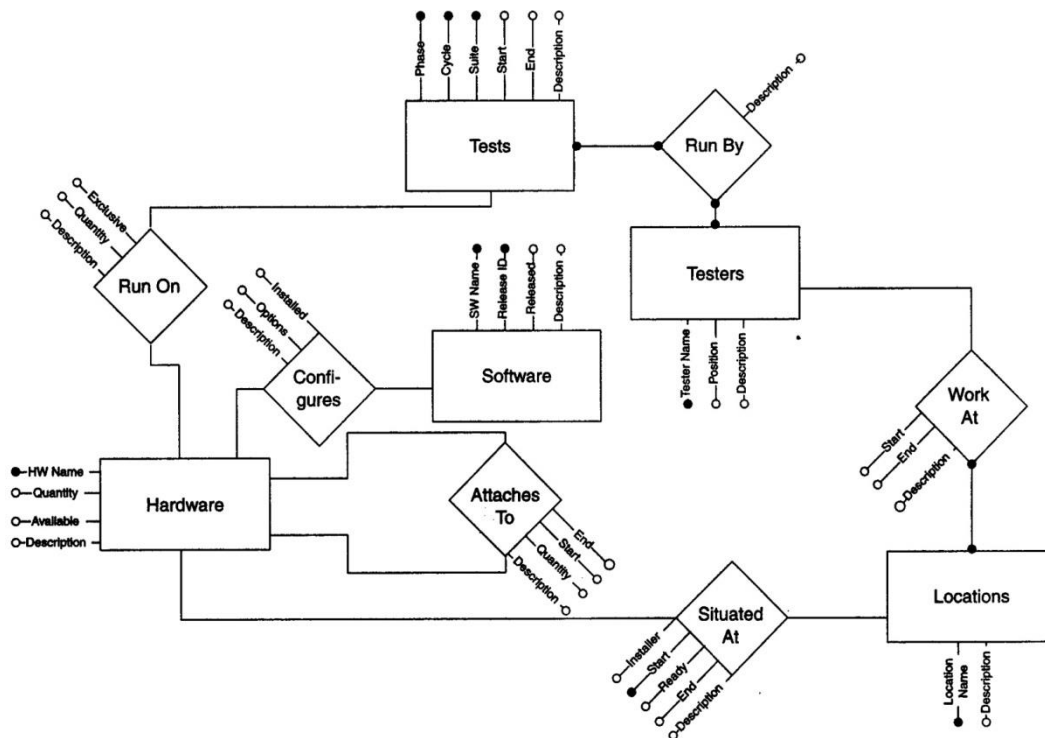 Phase
Cycle
Suite
Start
End
Description
Tests
Description
Run By
Exclusive
Quantity
Description
Run On
SW Name
Release ID
Released
Description
Software
Testers
Tester Name
Position
Description
Installed
Options
Description
Confi-
gures
Work
At
Start
End
Description
HW Name
Quantity
Available
Description
Hardware
Attaches
To
End
Start
Quantity
Description
Situated
At
Installer
Start
Ready
End
Description
Locations
Location
Name
Description